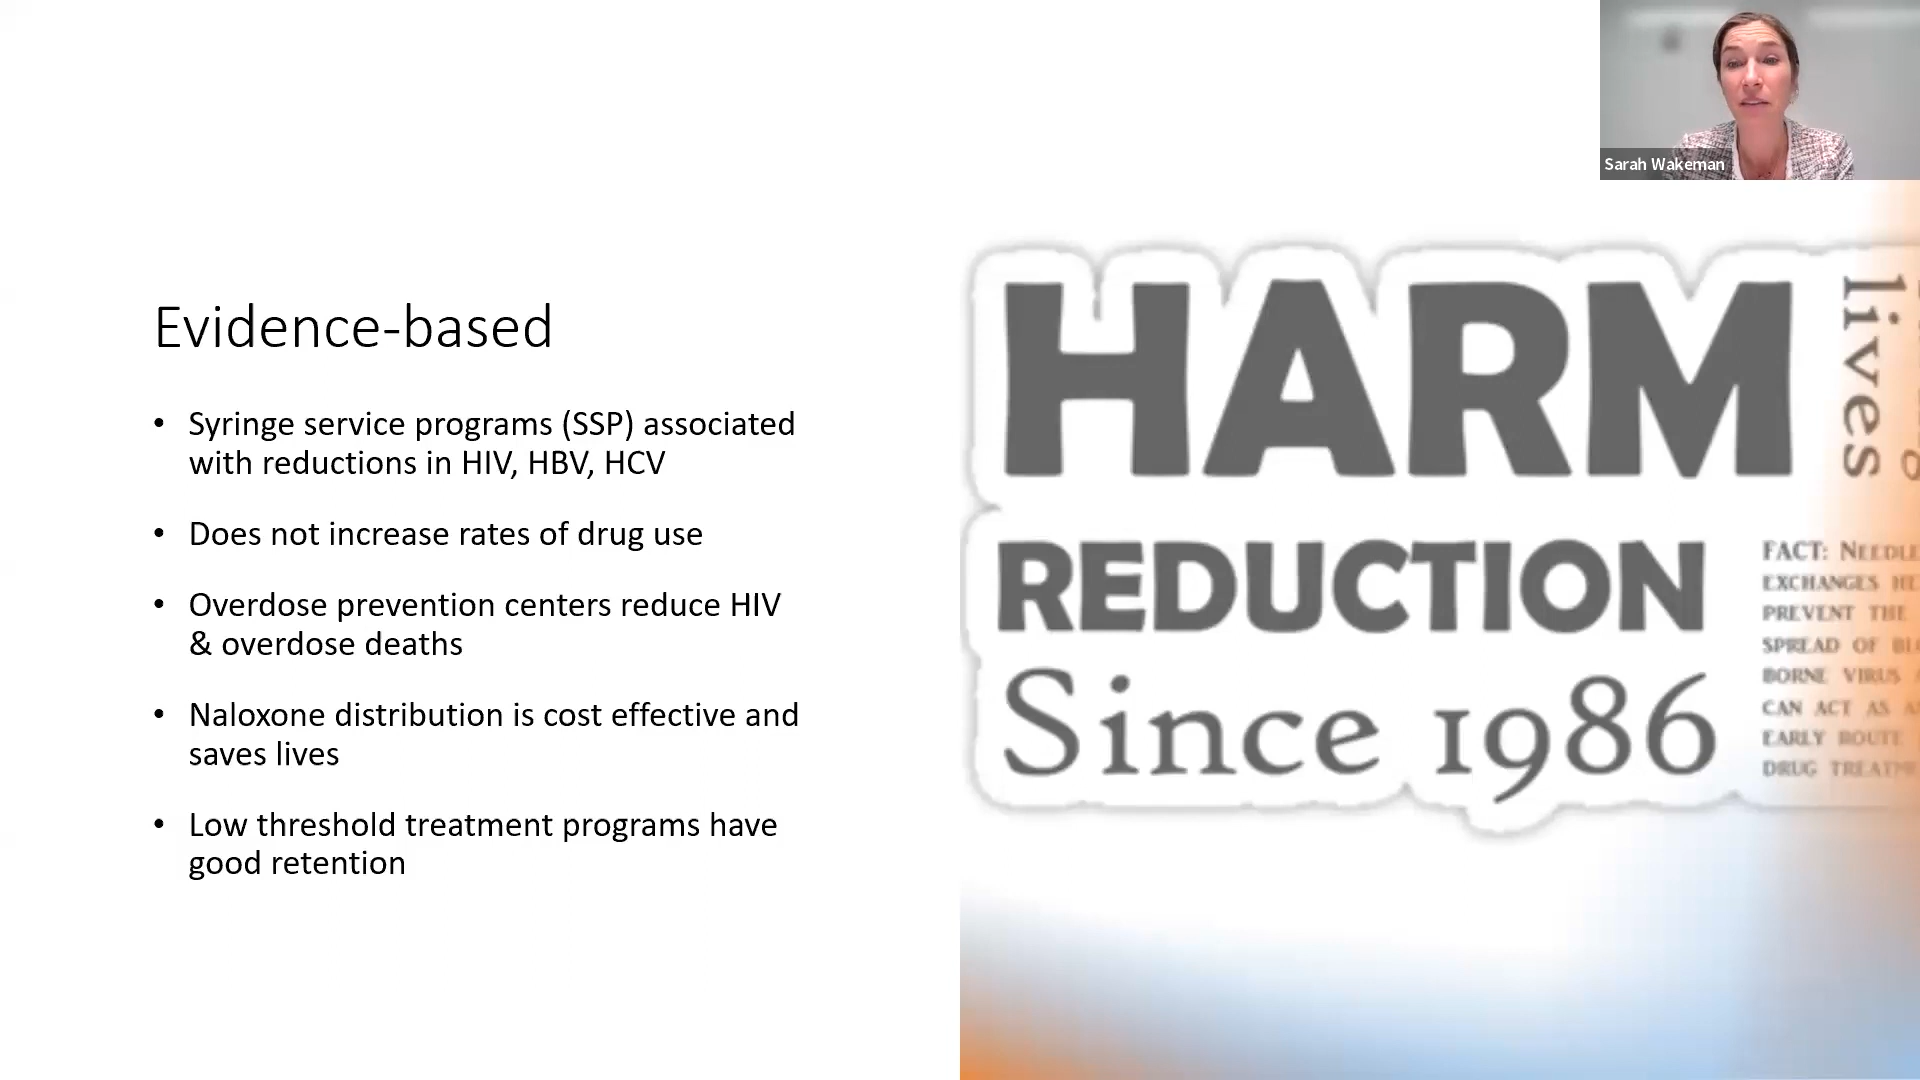 Sarah Wakeman
Evidence-based
• Syringe service programs (SSP) associated
with reductions in HIV, HBV, HCV
• Does not increase rates of drug use
• Overdose prevention centers reduce HIV
& overdose deaths
• Naloxone distribution is cost effective and
saves lives
• Low threshold treatment programs have
good retention
HARM
REDUCTION
Since 1986
lives
FACT:
EXCHANGES
PREVENT THE
SPREAD OF
BORNE VIRUS
CAN ACT AS
EARLY ROUTE
DRUG